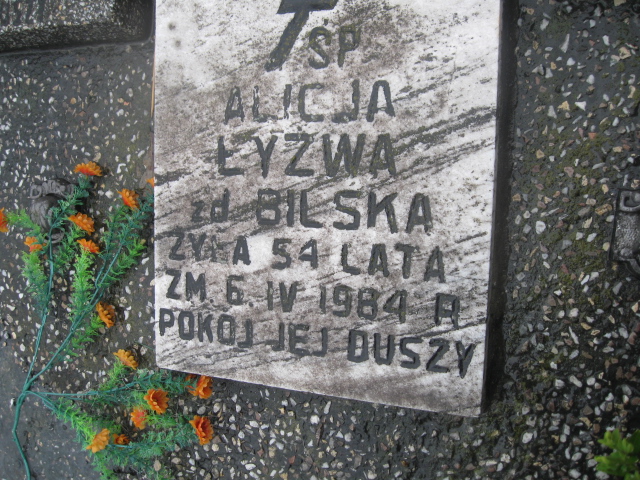 ŚP
ALICJA
ŁYŻWA
zd. BILSKA
ŻYŁA 54 LATA
ZM. 6. IV 1984 R
POKÓJ JEJ DUSZY